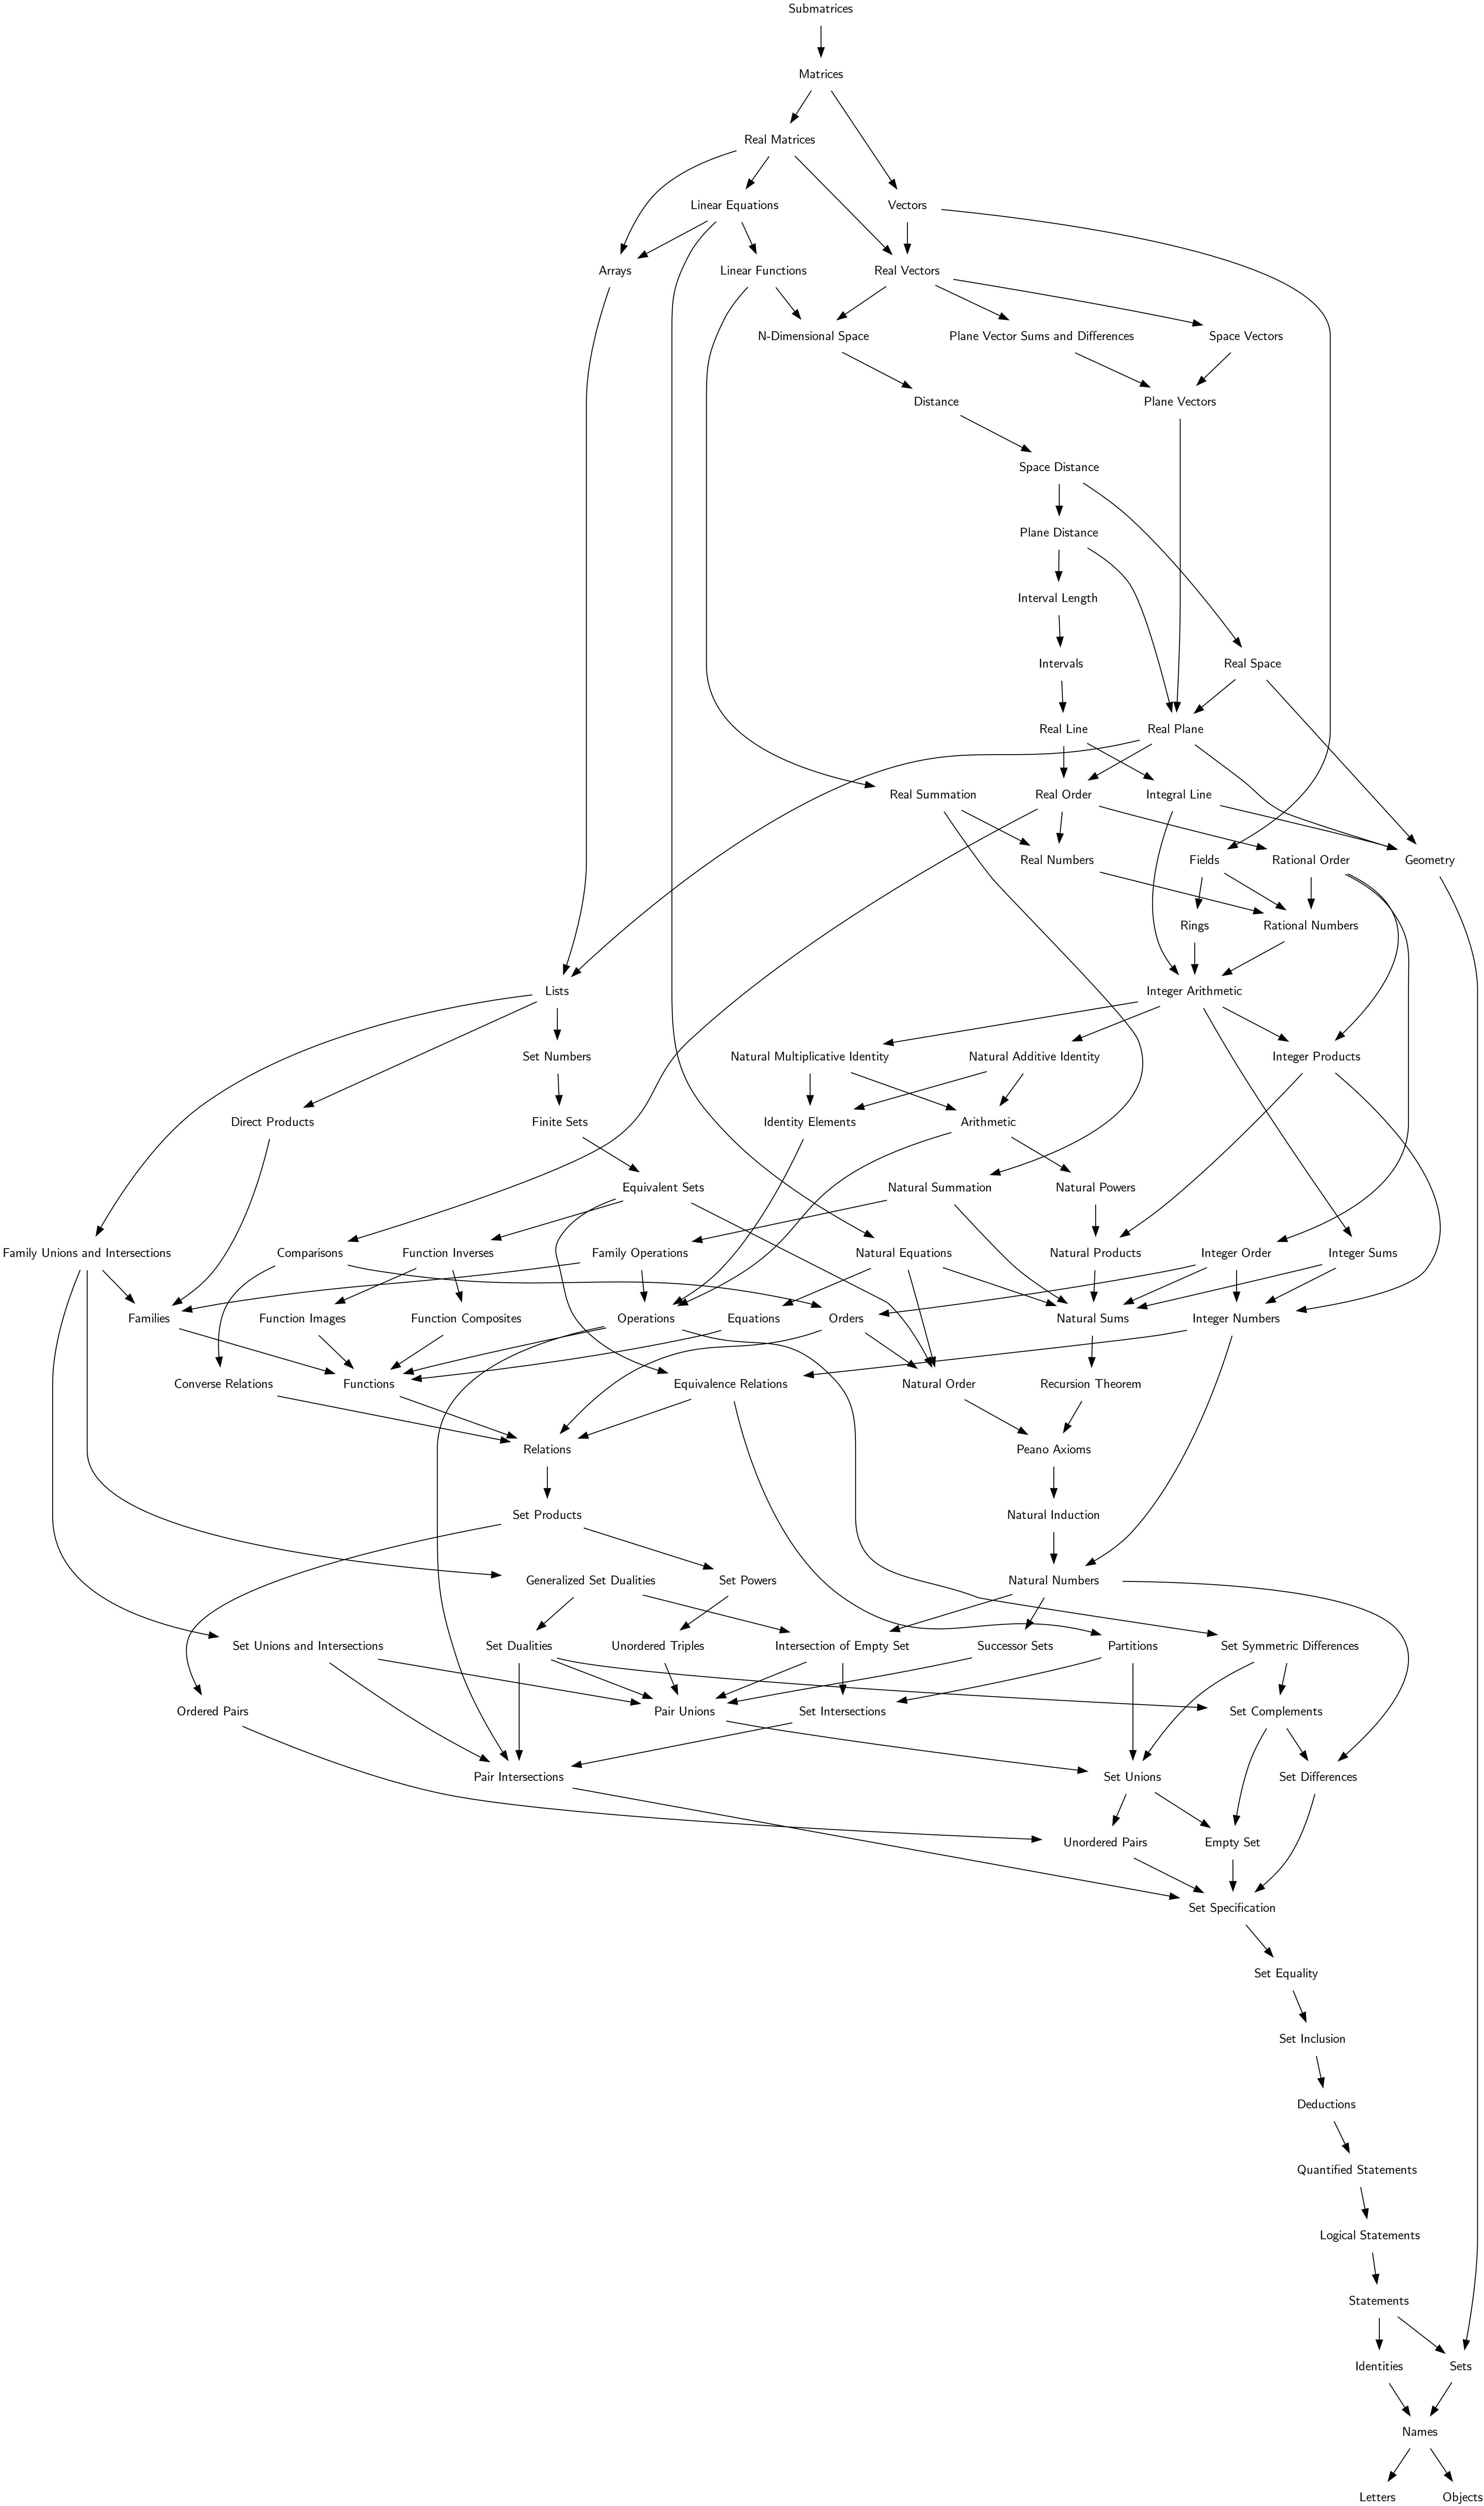 Submatrices
Matrices
Real Matrices
Linear Equations
Vectors
Arrays
Linear Functions
Real Vectors
N-Dimensional Space
Plane Vector Sums and Differences
Space Vectors
Distance
Plane Vectors
Space Distance
Plane Distance
Interval Length
Intervals
Real Space
Real Line
Real Plane
Real Summation
Real Order
Integral Line
Real Numbers
Fields
Rational Order
Geometry
Rings
Rational Numbers
Lists
Integer Arithmetic
Set Numbers
Natural Multiplicative Identity
Natural Additive Identity
Integer Products
Direct Products
Finite Sets
Identity Elements
Arithmetic
Equivalent Sets
Natural Summation
Natural Powers
Family Unions and Intersections
Comparisons
Function Inverses
Family Operations
Natural Equations
Natural Products
Integer Order
Integer Sums
Families
Function Images
Function Composites
Operations
Equations
Orders
Natural Sums
Integer Numbers
Converse Relations
Functions
Equivalence Relations
Natural Order
Recursion Theorem
Relations
Peano Axioms
Set Products
Natural Induction
Generalized Set Dualities
Set Powers
Natural Numbers
Set Unions and Intersections
Set Dualities
Unordered Triples
Intersection of Empty Set
Successor Sets
Partitions
Set Symmetric Differences
Ordered Pairs
Pair Unions
Set Intersections
Set Complements
Pair Intersections
Set Unions
Set Differences
Unordered Pairs
Empty Set
Set Specification
Set Equality
Set Inclusion
Deductions
Quantified Statements
Logical Statements
Statements
Identities
Sets
Names
Letters
Objects